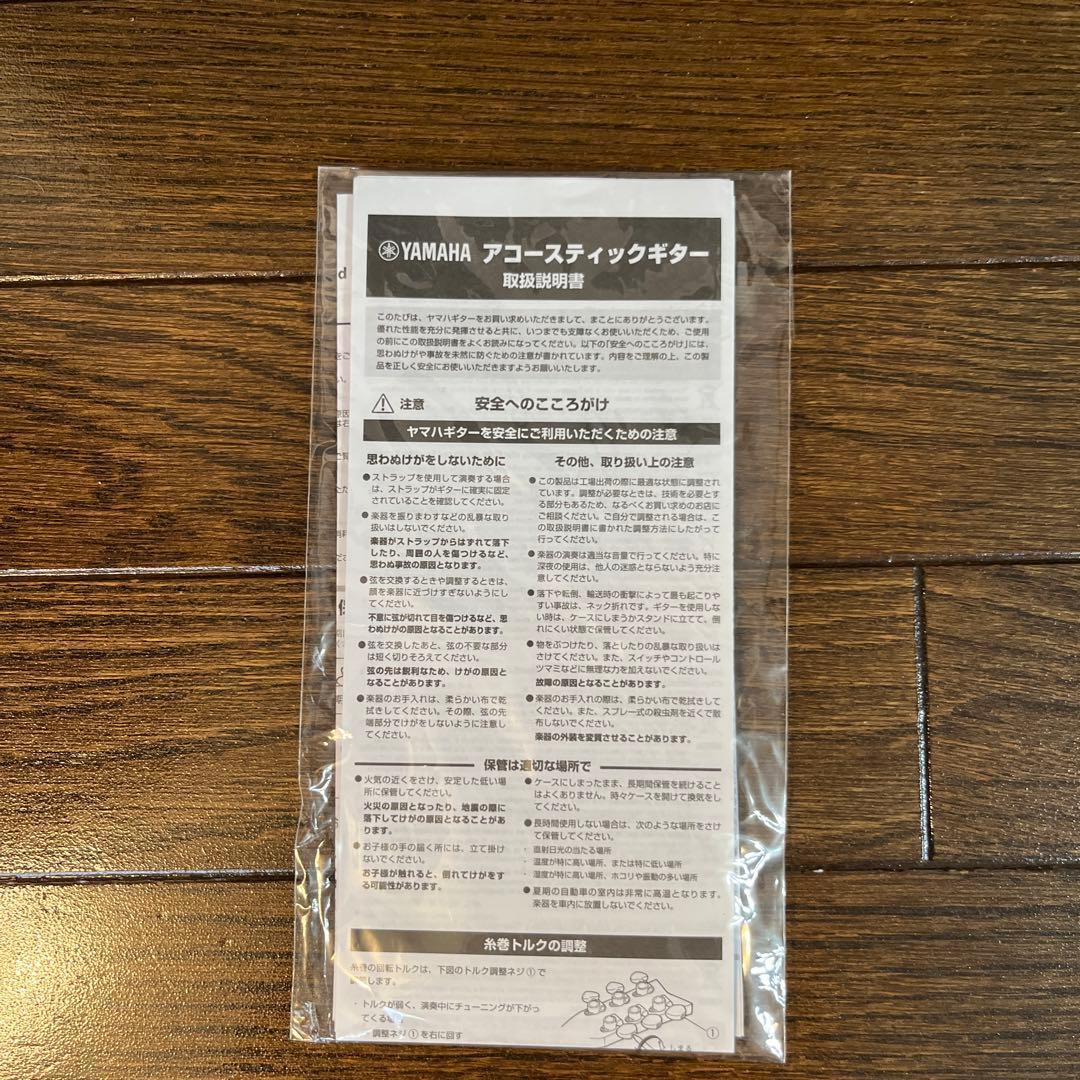 YAMAHA アコースティックギター
取扱説明書
このたびは、ヤマハギターをお買い求めいただきまして、まことにありがとうございます。
優れた性能を充分に発揮させると共に、いつまでも支障なくお使いいただくため、ご使用
の前にこの取扱説明書をよくお読みになってください。以下の「安全へのこころがけ」には、
思わぬけがや事故を未然に防ぐための注意が書かれています。内容をご理解の上、この製
品を正しく安全にお使いいただきますようお願いいたします。
注意 安全へのこころがけ
ヤマハギターを安全にご利用いただくための注意
思わぬけがをしないために
●ストラップを使用して演奏する場合
は、ストラップがギターに確実に固定
されていることを確認してください。
●楽器を振りまわすなどの乱暴な取り
扱いはしないでください。
楽器がストラップからはずれて落下
したり、周囲の人を傷つけるなど、
思わぬ事故の原因となります。
●弦を交換するときや調整するときは、
顔を楽器に近づけすぎないようにし
てください。
不意に弦が切れて目を傷つけるなど、思
わぬけがの原因となることがあります。
●弦を交換したあと、弦の不要な部分
は短く切りそろえてください。
弦の先は鋭利なため、けがの原因と
なることがあります。
●楽器のお手入れは、柔らかい布で乾
拭きしてください。その際、弦の先
端部分でけがをしないように注意し
てください。
その他、取り扱い上の注意
●この製品は工場出荷の際に最適な状態に調整され
ています。調整が必要なときは、技術を必要とす
る部分もあるため、なるべくお買い求めのお店に
ご相談ください。ご自分で調整される場合は、こ
の取扱説明書に書かれた調整方法にしたがって
行ってください。
●楽器の演奏は適当な音量で行ってください。特に
深夜の使用は、他人の迷惑とならないよう充分注
意してください。
●落下や転倒、輸送時の衝撃によって最も起こりや
すい事故は、ネック折れです。ギターを使用しな
い時は、ケースにしまうかスタンドに立てて、倒
れにくい状態で保管してください。
●物をぶつけたり、落としたりの乱暴な取り扱いは
さけてください。また、スイッチやコントロール
ツマミなどに無理な力を加えないでください。
故障の原因となることがあります。
●楽器のお手入れの際は、柔らかい布で乾拭きして
ください。また、スプレー式の殺虫剤を近くで散
布しないでください。
楽器の外装を変質させることがあります。
保管は適切な場所で
●火気の近くをさけ、安定した低い場
所に保管してください。
火災の原因となったり、地震の際に
落下してけがの原因となることがあ
ります。
●お子様の手の届く所には、立て掛け
ないでください。
お子様が触れると、倒れてけがをす
る可能性があります。
●ケースにしまったまま、長期間保管を続けることは
よくありません。時々ケースを開けて換気をし
てください。
●長時間使用しない場合は、次のような場所をさけ
て保管してください。
・直射日光の当たる場所
・温度が特に高い場所、または特に低い場所
・湿度が特に高い場所、ホコリや振動の多い場所
●夏期の自動車の室内は非常に高温となります。
楽器を車内に放置しないでください。
糸巻トルクの調整
糸巻の回転トルクは、下図のトルク調整ネジ①で
します。
・トルクが弱く、演奏中にチューニングが下がっ
てくる場
調整ネジ①を右に回す
①
しまる